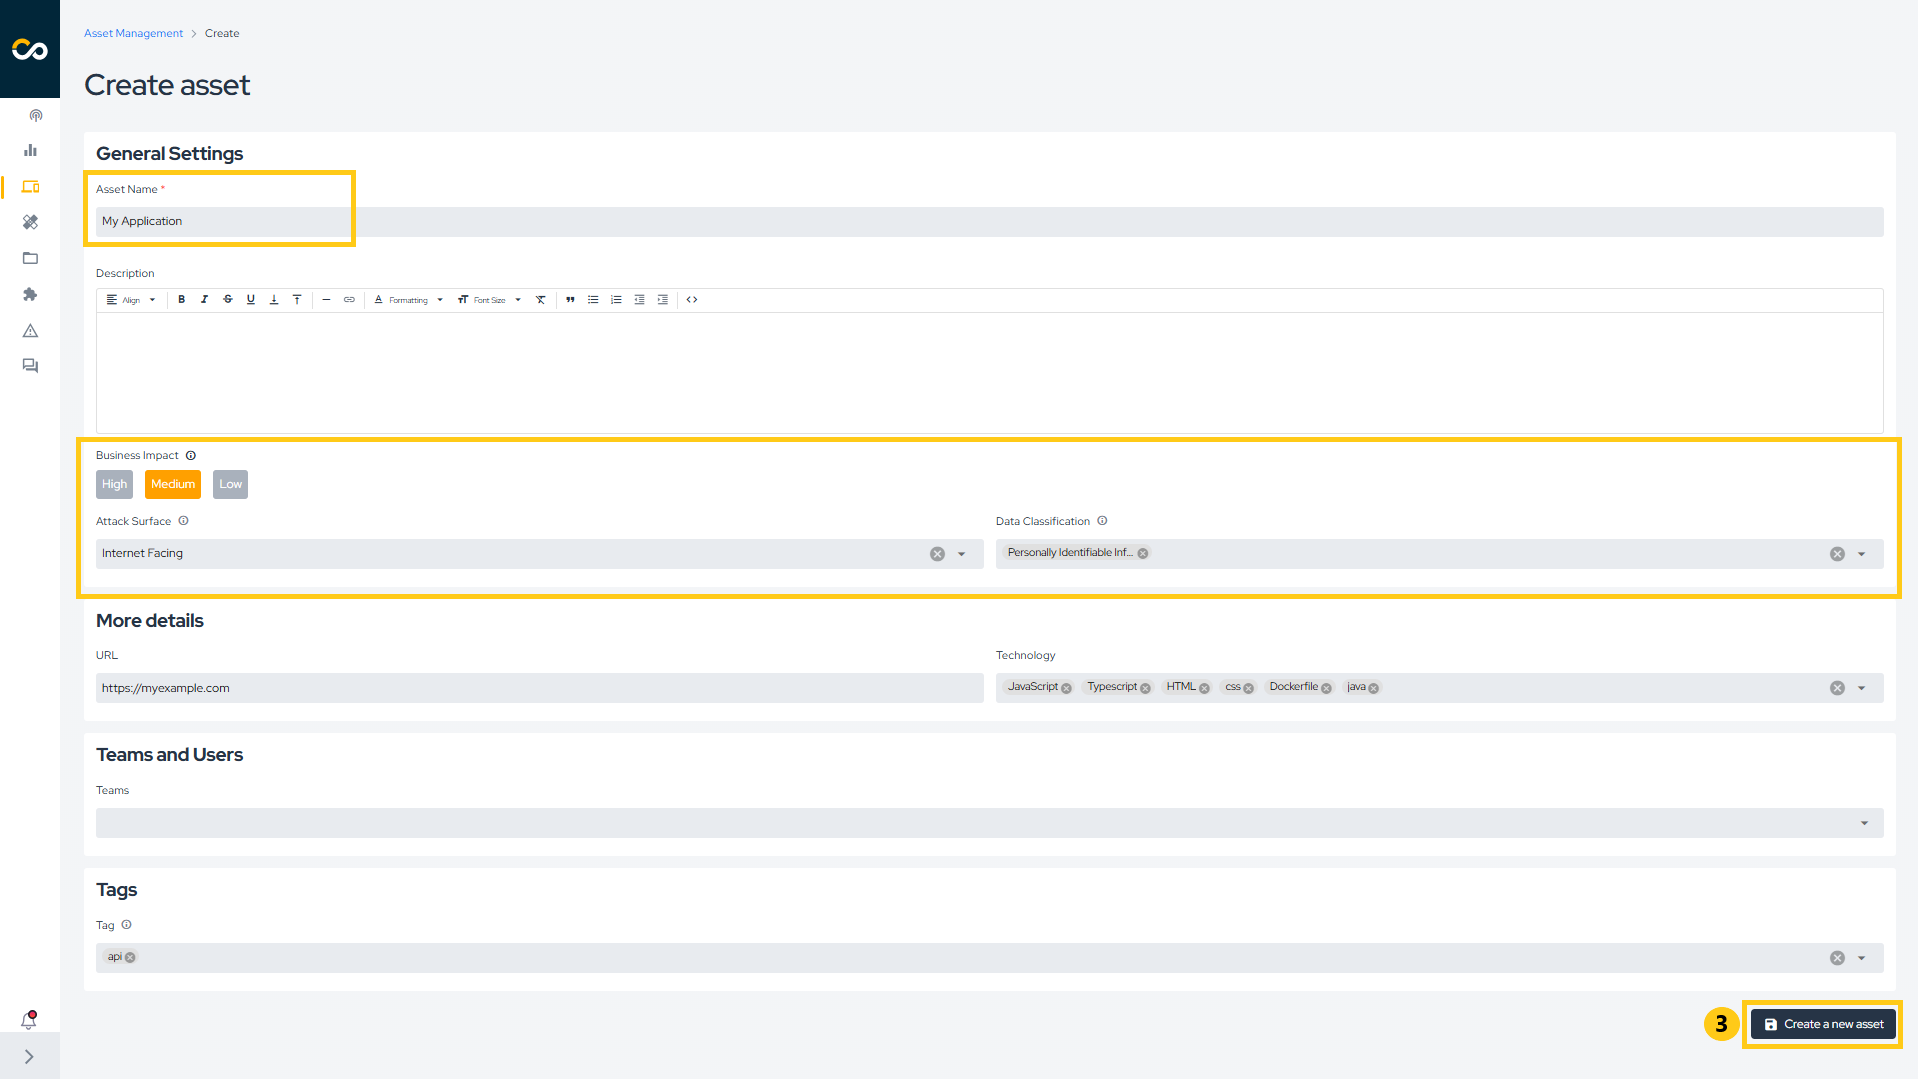 Asset Management > Create
Create asset
General Settings
Asset Name *
My Application
Description
Align B I S U Formatting Font Size
Business Impact
High Medium Low
Attack Surface
Internet Facing
Data Classification
Personally Identifiable Inf...
More details
URL
https://myexample.com
Technology
JavaScript Typescript HTML css Dockerfile java
Teams and Users
Teams
Tags
Tag
api
3 Create a new asset